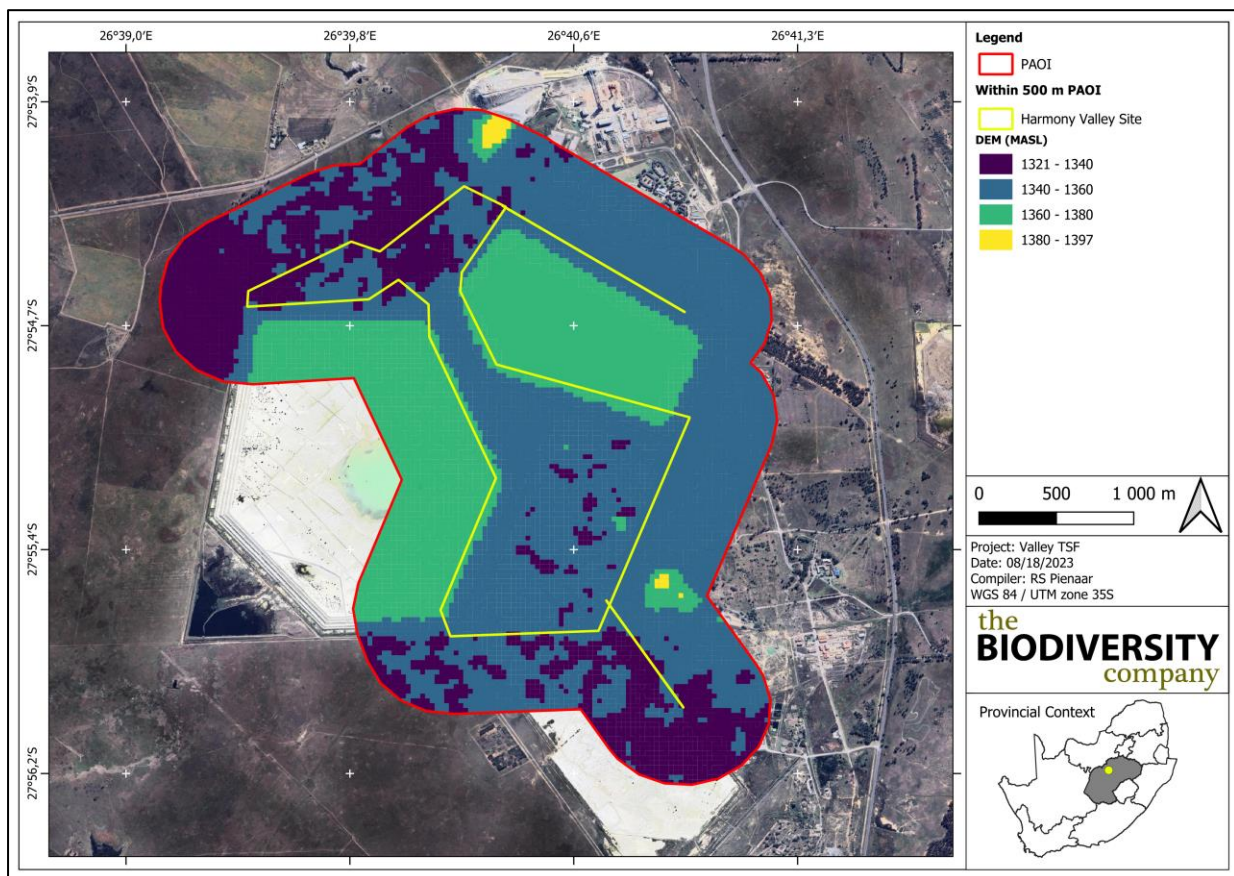 26°39,0'E 26°39,8'E 26°40,6'E 26°41,3'E
27°53,9'S
27°54,7'S
27°55,4'S
27°56,2'S
Legend
PAOI
Within 500 m PAOI
Harmony Valley Site
DEM (MASL)
1321 - 1340
1340 - 1360
1360 - 1380
1380 - 1397
0 500 1 000 m
Project: Valley TSF
Date: 08/18/2023
Compiler: RS Pienaar
WGS 84 / UTM zone 35S
the
BIODIVERSITY
company
Provincial Context